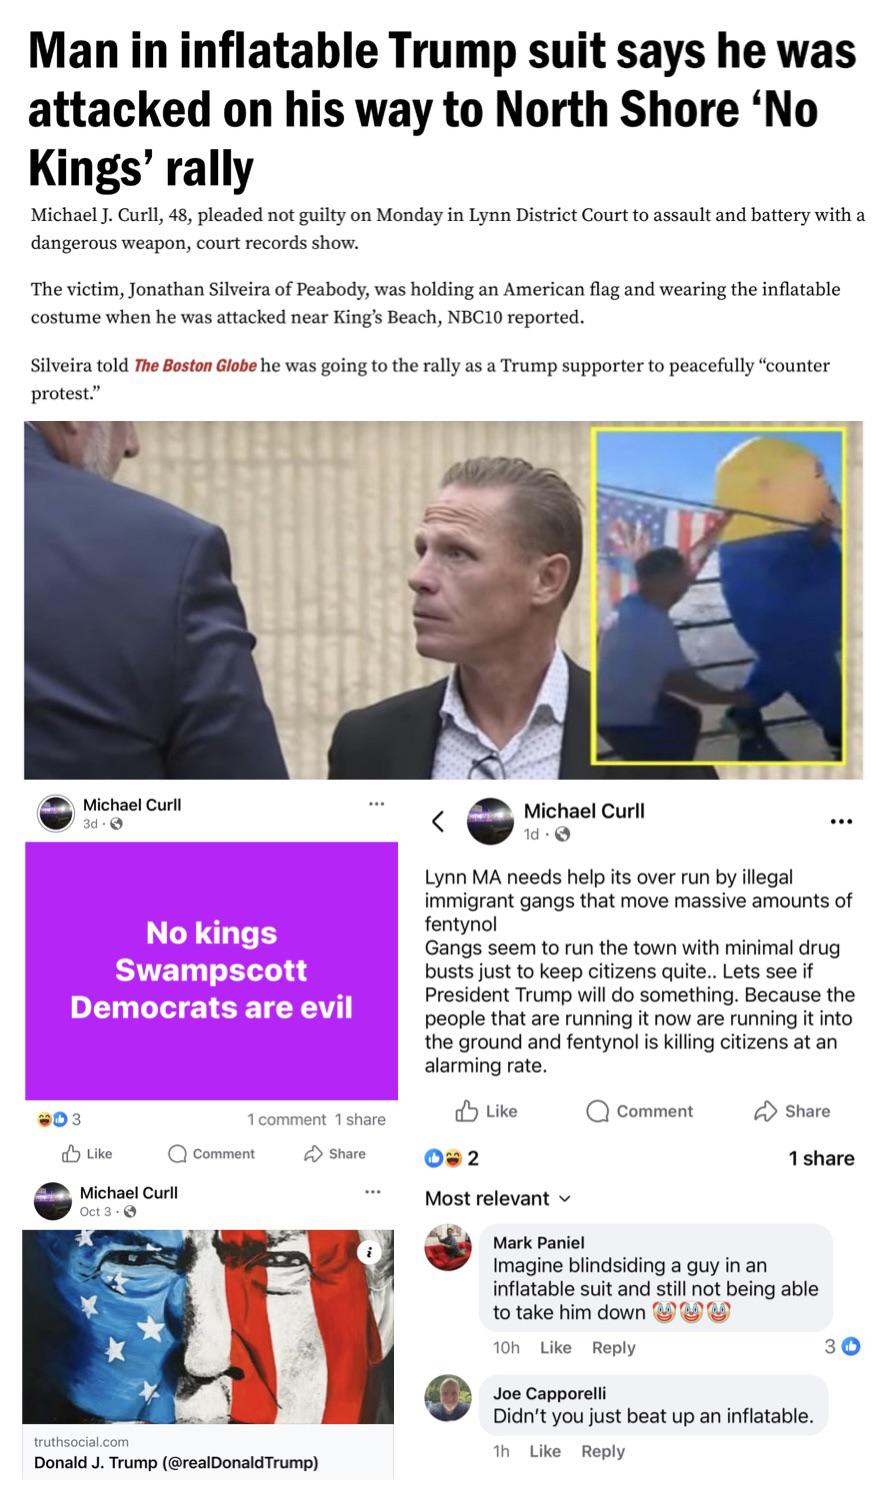 Man in inflatable Trump suit says he was
attacked on his way to North Shore ‘No
Kings’ rally
Michael J. Curll, 48, pleaded not guilty on Monday in Lynn District Court to assault and battery with a
dangerous weapon, court records show.
The victim, Jonathan Silveira of Peabody, was holding an American flag and wearing the inflatable
costume when he was attacked near King’s Beach, NBC10 reported.
Silveira told The Boston Globe he was going to the rally as a Trump supporter to peacefully “counter
protest.”
Michael Curll
3d
No kings
Swampscott
Democrats are evil
3
1 comment 1 share
Like Comment Share
Michael Curll
Oct 3
truthsocial.com
Donald J. Trump (@realDonaldTrump)
Michael Curll
1d
Lynn MA needs help its over run by illegal
immigrant gangs that move massive amounts of
fentynol
Gangs seem to run the town with minimal drug
busts just to keep citizens quite.. Lets see if
President Trump will do something. Because the
people that are running it now are running it into
the ground and fentynol is killing citizens at an
alarming rate.
Like Comment Share
2
1 share
Most relevant
Mark Paniel
Imagine blindsiding a guy in an
inflatable suit and still not being able
to take him down 🤡🤡🤡
10h Like Reply 3
Joe Capporelli
Didn’t you just beat up an inflatable.
1h Like Reply